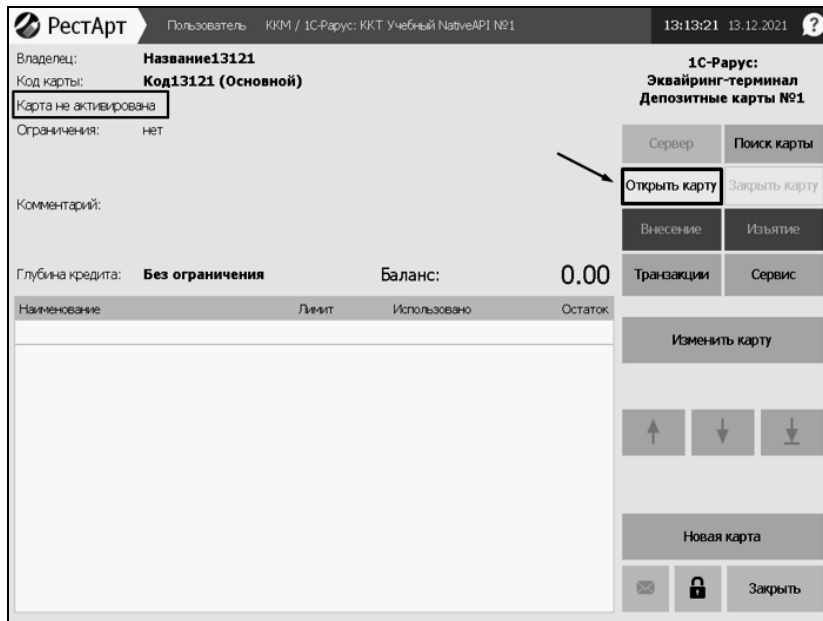 РестАрт Пользователь ККМ / 1С-Рарус: ККТ Учебный NativeAPI №1 13:13:21 13.12.2021 ?
Владелец: Название13121
Код карты: Код13121 (Основной)
Карта не активирована
Ограничения: нет
Комментарий:
Глубина кредита: Без ограничения Баланс: 0.00
Наименование Лимит Использовано Остаток
1С-Рарус:
Эквайринг-терминал
Депозитные карты №1
Сервер Поиск карты
Открыть карту Закрыть карту
Внесение Изъятие
Транзакции Сервис
Изменить карту
Новая карта
Закрыть